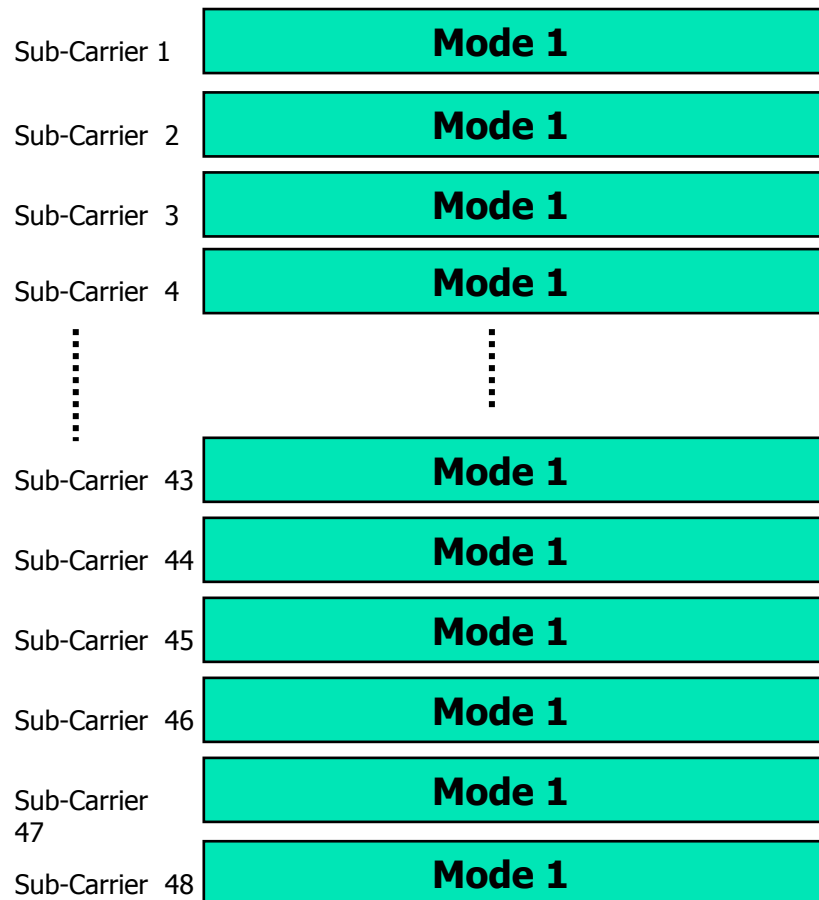 Sub-Carrier 1 Mode 1
Sub-Carrier 2 Mode 1
Sub-Carrier 3 Mode 1
Sub-Carrier 4 Mode 1
Sub-Carrier 43 Mode 1
Sub-Carrier 44 Mode 1
Sub-Carrier 45 Mode 1
Sub-Carrier 46 Mode 1
Sub-Carrier Mode 1
47
Sub-Carrier 48 Mode 1